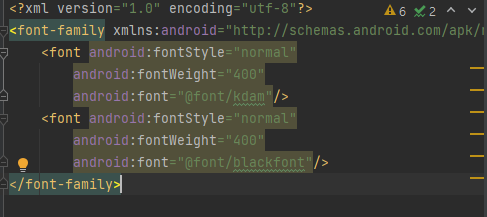 <?xml version="1.0" encoding="utf-8"?>
6 2
<font-family xmlns:android="http://schemas.android.com/apk/
<font android:fontStyle="normal"
android:fontWeight="400"
android:font="@font/kdam"/>
<font android:fontStyle="normal"
android:fontWeight="400"
android:font="@font/blackfont"/>
</font-family>